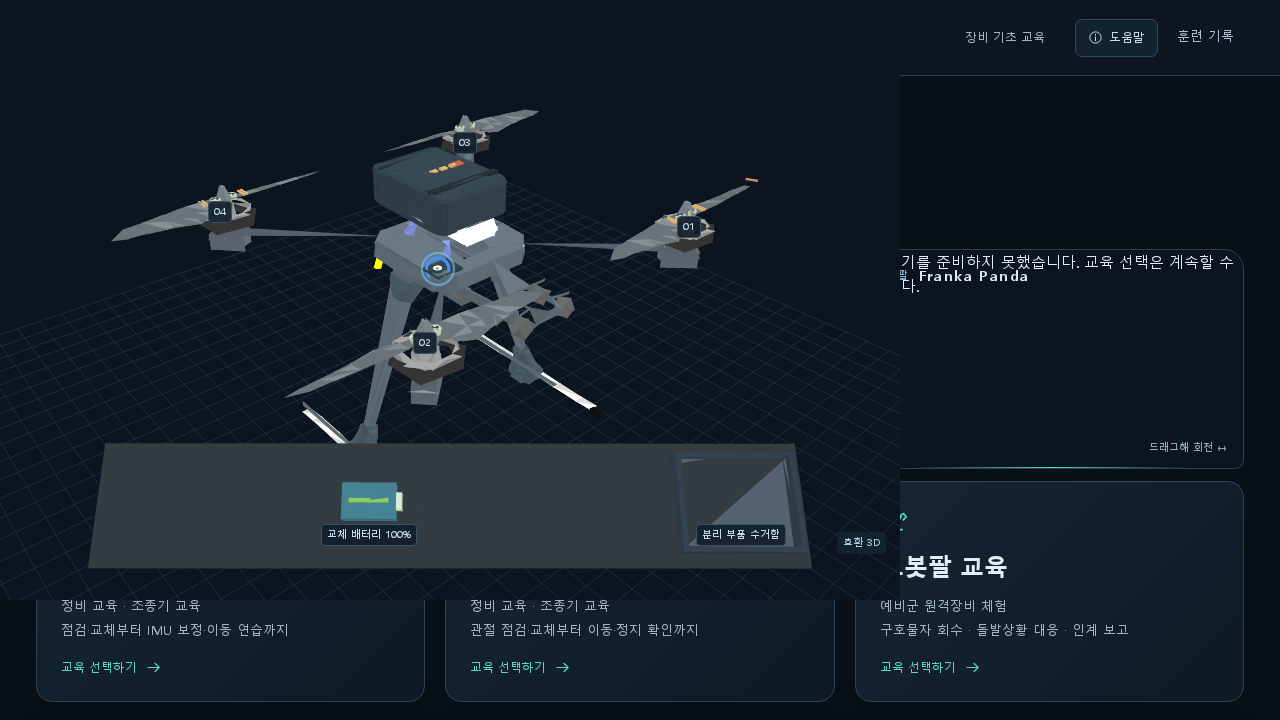 장비 기초 교육
도움말
훈련 기록
03
04
01
02
기를 준비하지 못했습니다. 교육 선택은 계속할 수
Franka Panda
다.
드래그해 회전 ↔
교체 배터리 100%
분리 부품 수거함
호환 3D
봇팔 교육
정비 교육 · 조종기 교육
점검·교체부터 IMU 보정·이동 연습까지
교육 선택하기 →
정비 교육 · 조종기 교육
관절 점검·교체부터 이동·정지 확인까지
교육 선택하기 →
예비군 원격장비 체험
구호물자 회수 · 돌발상황 대응 · 인계 보고
교육 선택하기 →